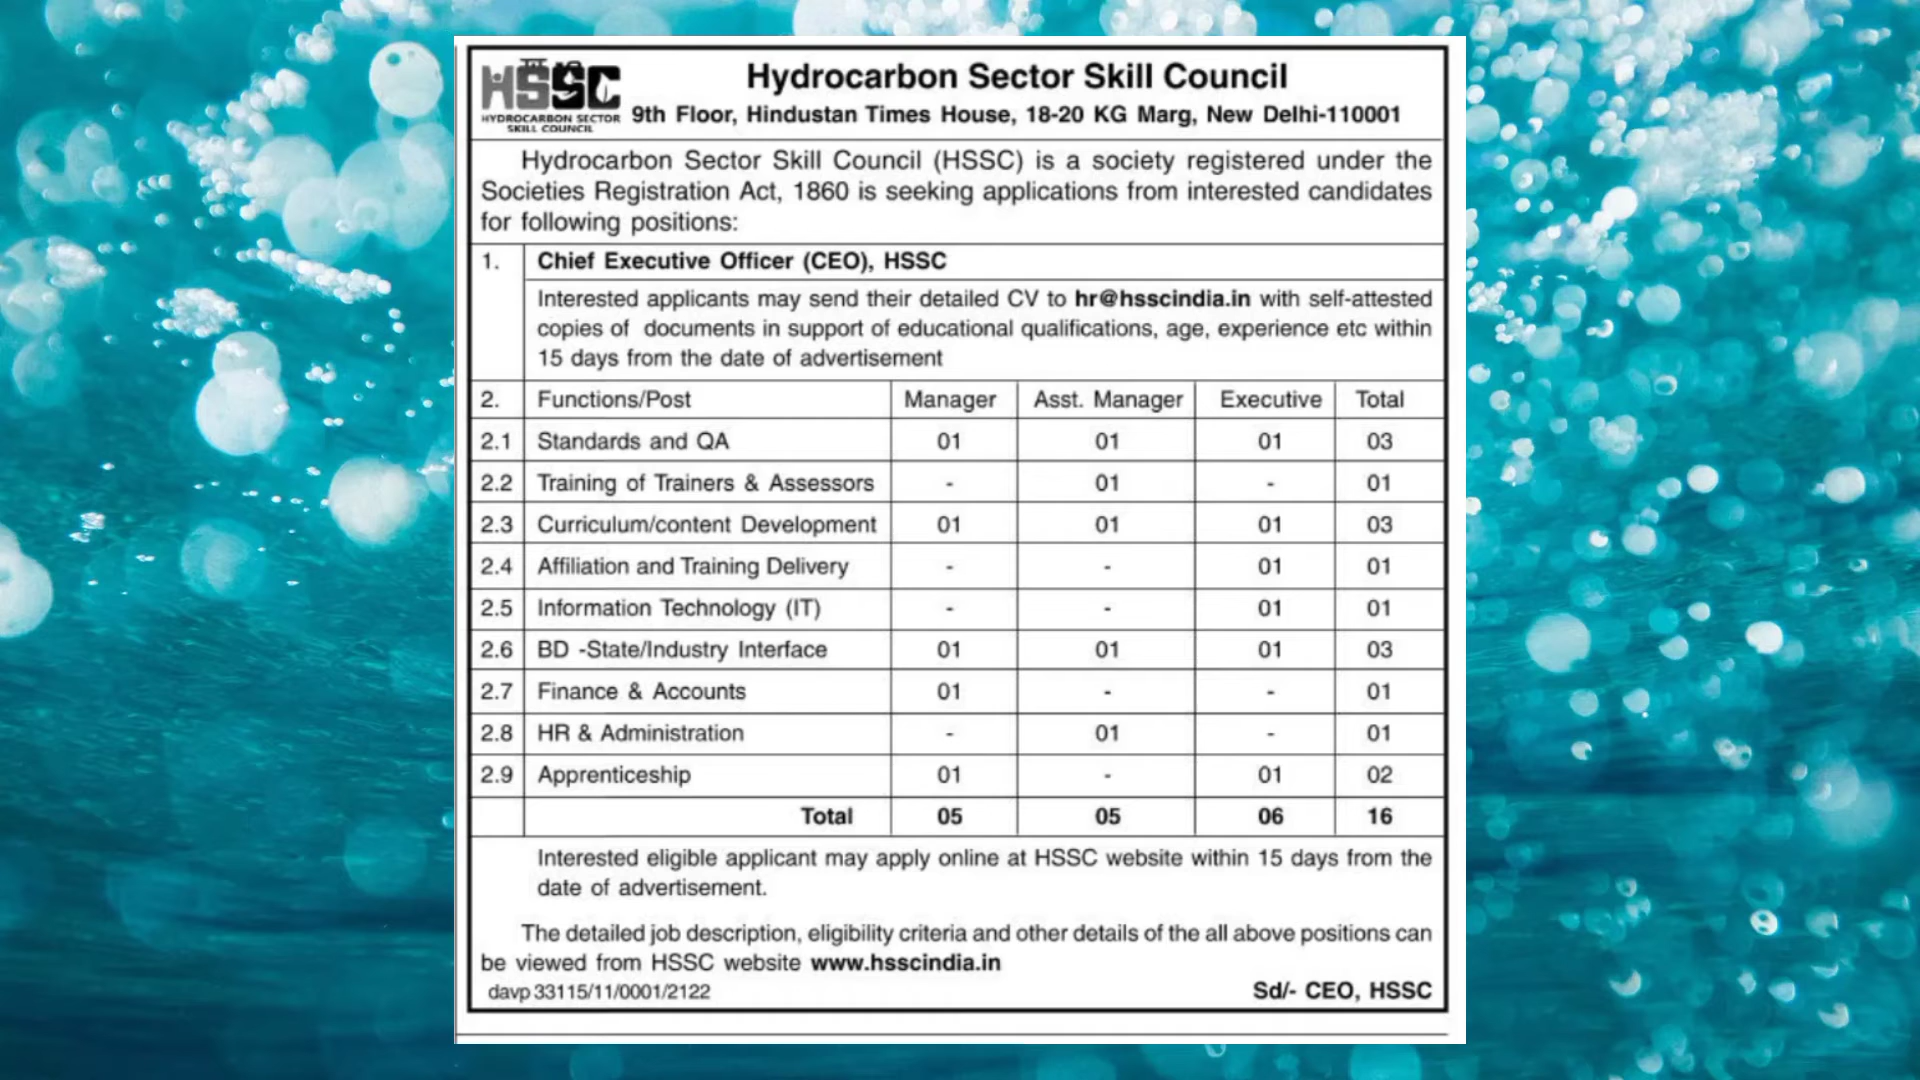 HSSC
HYDROCARBON SECTOR
SKILL COUNCIL
Hydrocarbon Sector Skill Council
9th Floor, Hindustan Times House, 18-20 KG Marg, New Delhi-110001
Hydrocarbon Sector Skill Council (HSSC) is a society registered under the
Societies Registration Act, 1860 is seeking applications from interested candidates
for following positions:
1. Chief Executive Officer (CEO), HSSC
Interested applicants may send their detailed CV to hr@hsscindia.in with self-attested
copies of documents in support of educational qualifications, age, experience etc within
15 days from the date of advertisement
2. Functions/Post Manager Asst. Manager Executive Total
2.1 Standards and QA 01 01 01 03
2.2 Training of Trainers & Assessors - 01 - 01
2.3 Curriculum/content Development 01 01 01 03
2.4 Affiliation and Training Delivery - - 01 01
2.5 Information Technology (IT) - - 01 01
2.6 BD -State/Industry Interface 01 01 01 03
2.7 Finance & Accounts 01 - - 01
2.8 HR & Administration - 01 - 01
2.9 Apprenticeship 01 - 01 02
Total 05 05 06 16
Interested eligible applicant may apply online at HSSC website within 15 days from the
date of advertisement.
The detailed job description, eligibility criteria and other details of the all above positions can
be viewed from HSSC website www.hsscindia.in
davp 33115/11/0001/2122 Sd/- CEO, HSSC